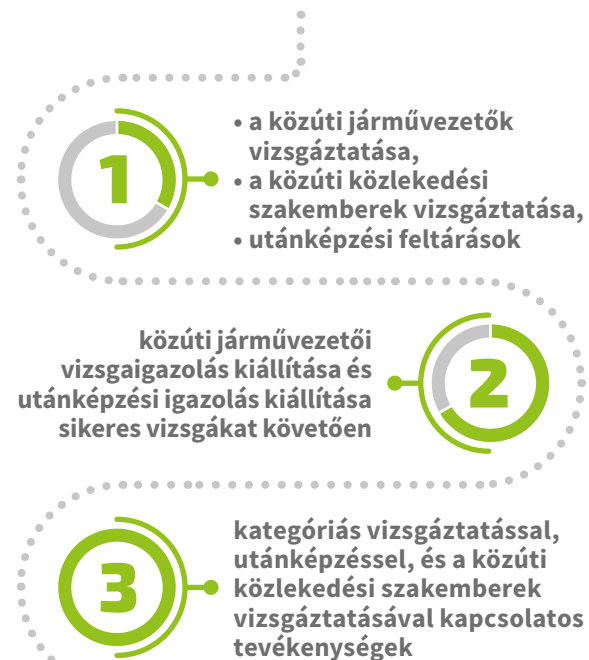 1
• a közúti járművezetők
vizsgáztatása,
• a közúti közlekedési
szakemberek vizsgáztatása,
• utánképzési feltárások
közúti járművezetői
vizsgaigazolás kiállítása és
utánképzési igazolás kiállítása
sikeres vizsgákat követően
2
3
kategóriás vizsgáztatással,
utánképzéssel, és a közúti
közlekedési szakemberek
vizsgáztatásával kapcsolatos
tevékenységek